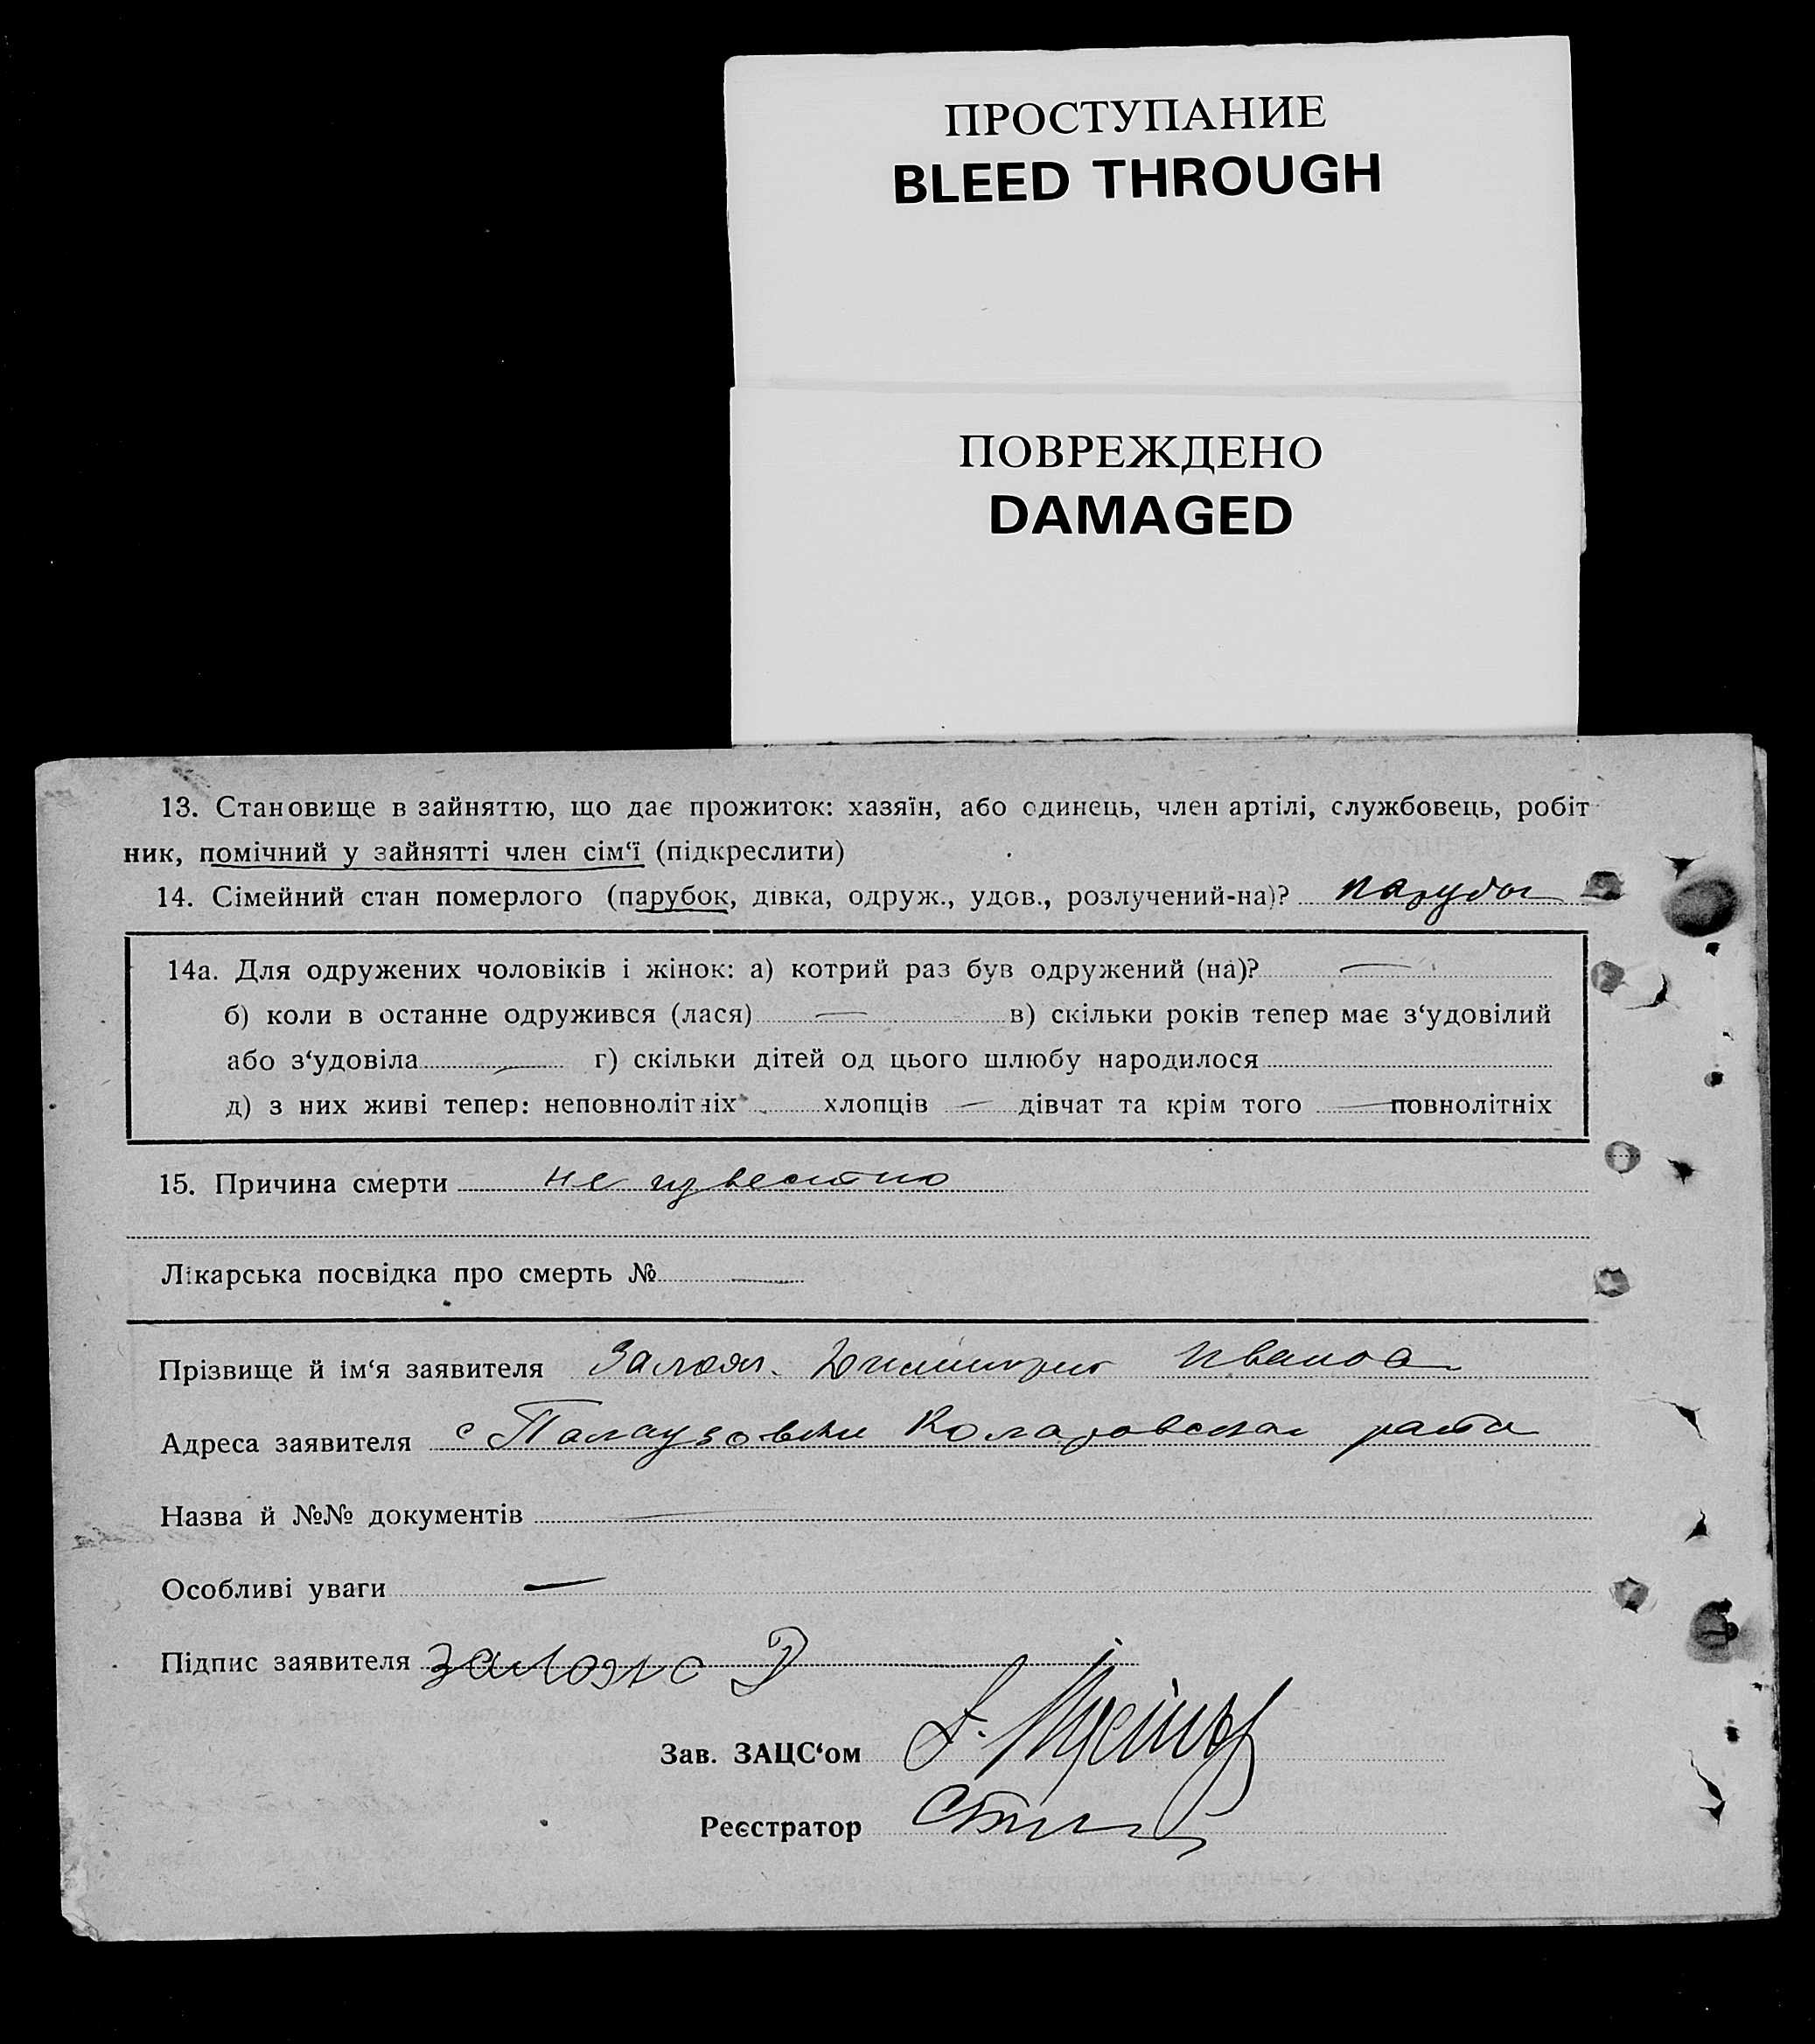 ПРОСТУПАНИЕ
BLEED THROUGH
ПОВРЕЖДЕНО
DAMAGED
13. Становище в зайняттю, що дає прожиток: хазяїн, або одинець, член артілі, службовець, робіт
ник, помічний у зайнятті член сім‘ї (підкреслити)
14. Сімейний стан померлого (парубок, дівка, одруж., удов., розлучений-на)? парубок
14а. Для одружених чоловіків і жінок: а) котрий раз був одружений (на)? —
б) коли в останне одружився (лася) — в) скільки років тепер має з‘удовілий
або з‘удовіла — г) скільки дітей од цього шлюбу народилося
д) з них живі тепер: неповнолітніх хлопців — дівчат та крім того — повнолітніх
15. Причина смерти не известно
Лікарська посвідка про смерть № —
Прізвище й ім‘я заявителя Иванов
Адреса заявителя с Палаузовки
Назва й №№ документів —
Особливі уваги —
Підпис заявителя
Зав. ЗАЦС‘ом
Реєстратор